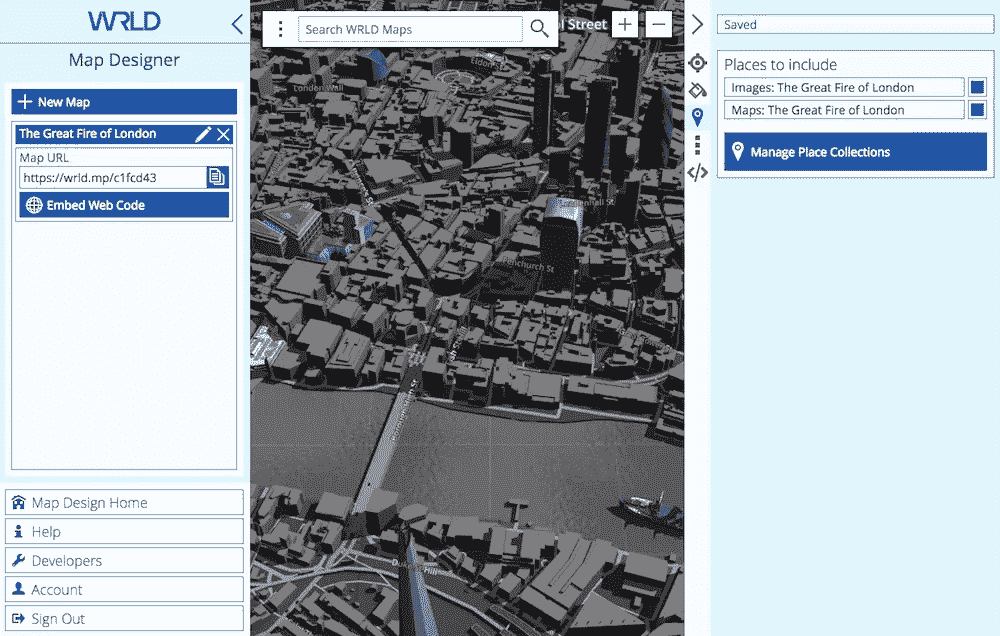 WRLD
Map Designer
New Map
The Great Fire of London
Map URL
https://wrld.mp/c1fcd43
Embed Web Code
Map Design Home
Help
Developers
Account
Sign Out
Search WRLD Maps
Street
London Wall
Fenchurch St
Saved
Places to include
Images: The Great Fire of London
Maps: The Great Fire of London
Manage Place Collections